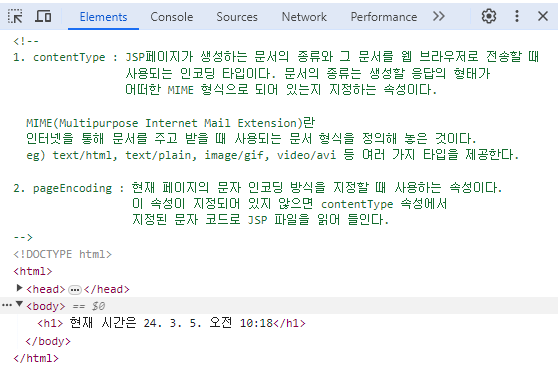 Elements Console Sources Network Performance
<!--
1. contentType : JSP페이지가 생성하는 문서의 종류와 그 문서를 웹 브라우저로 전송할 때
사용되는 인코딩 타입이다. 문서의 종류는 생성할 응답의 형태가
어떠한 MIME 형식으로 되어 있는지 지정하는 속성이다.
MIME(Multipurpose Internet Mail Extension)란
인터넷을 통해 문서를 주고 받을 때 사용되는 문서 형식을 정의해 놓은 것이다.
eg) text/html, text/plain, image/gif, video/avi 등 여러 가지 타입을 제공한다.
2. pageEncoding : 현재 페이지의 문자 인코딩 방식을 지정할 때 사용하는 속성이다.
이 속성이 지정되어 있지 않으면 contentType 속성에서
지정된 문자 코드로 JSP 파일을 읽어 들인다.
-->
<!DOCTYPE html>
<html>
<head>…</head>
<body> == $0
<h1> 현재 시간은 24. 3. 5. 오전 10:18</h1>
</body>
</html>